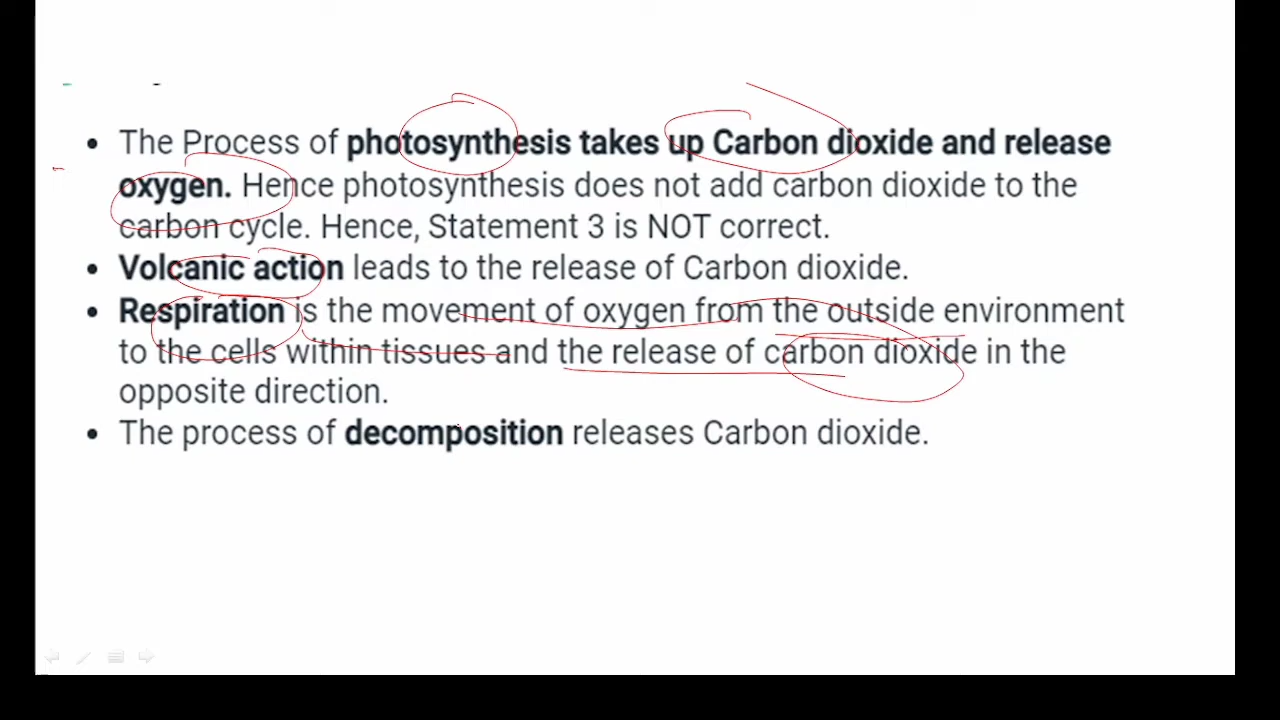 • The Process of photosynthesis takes up Carbon dioxide and release
oxygen. Hence photosynthesis does not add carbon dioxide to the
carbon cycle. Hence, Statement 3 is NOT correct.
• Volcanic action leads to the release of Carbon dioxide.
• Respiration is the movement of oxygen from the outside environment
to the cells within tissues and the release of carbon dioxide in the
opposite direction.
• The process of decomposition releases Carbon dioxide.